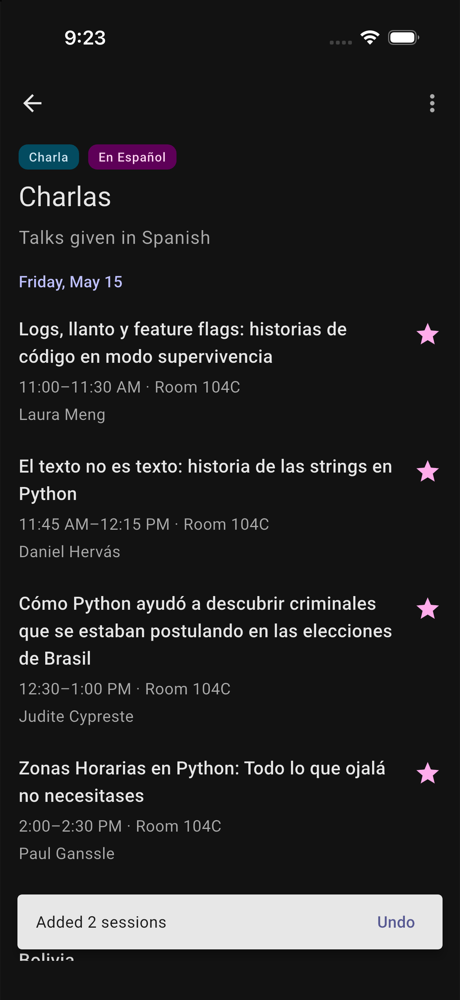 9:23
Charla En Español
Charlas
Talks given in Spanish
Friday, May 15
Logs, llanto y feature flags: historias de
código en modo supervivencia
11:00–11:30 AM · Room 104C
Laura Meng
El texto no es texto: historia de las strings en
Python
11:45 AM–12:15 PM · Room 104C
Daniel Hervás
Cómo Python ayudó a descubrir criminales
que se estaban postulando en las elecciones
de Brasil
12:30–1:00 PM · Room 104C
Judite Cypreste
Zonas Horarias en Python: Todo lo que ojalá
no necesitases
2:00–2:30 PM · Room 104C
Paul Ganssle
Added 2 sessions Undo
Bolivia